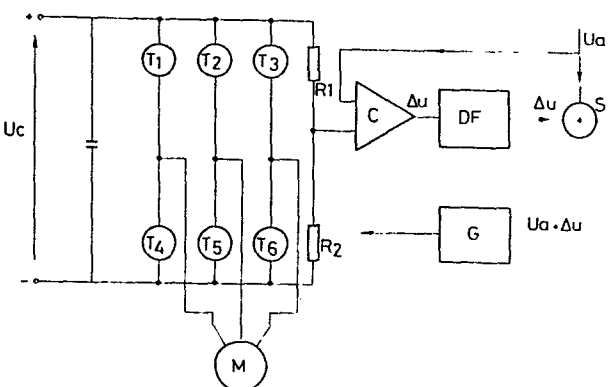 +
Ua
T1
T2
T3
R1
Δu
Δu
S
C
DF
Uc
+
T4
T5
T6
R2
G
Ua + Δu
-
M